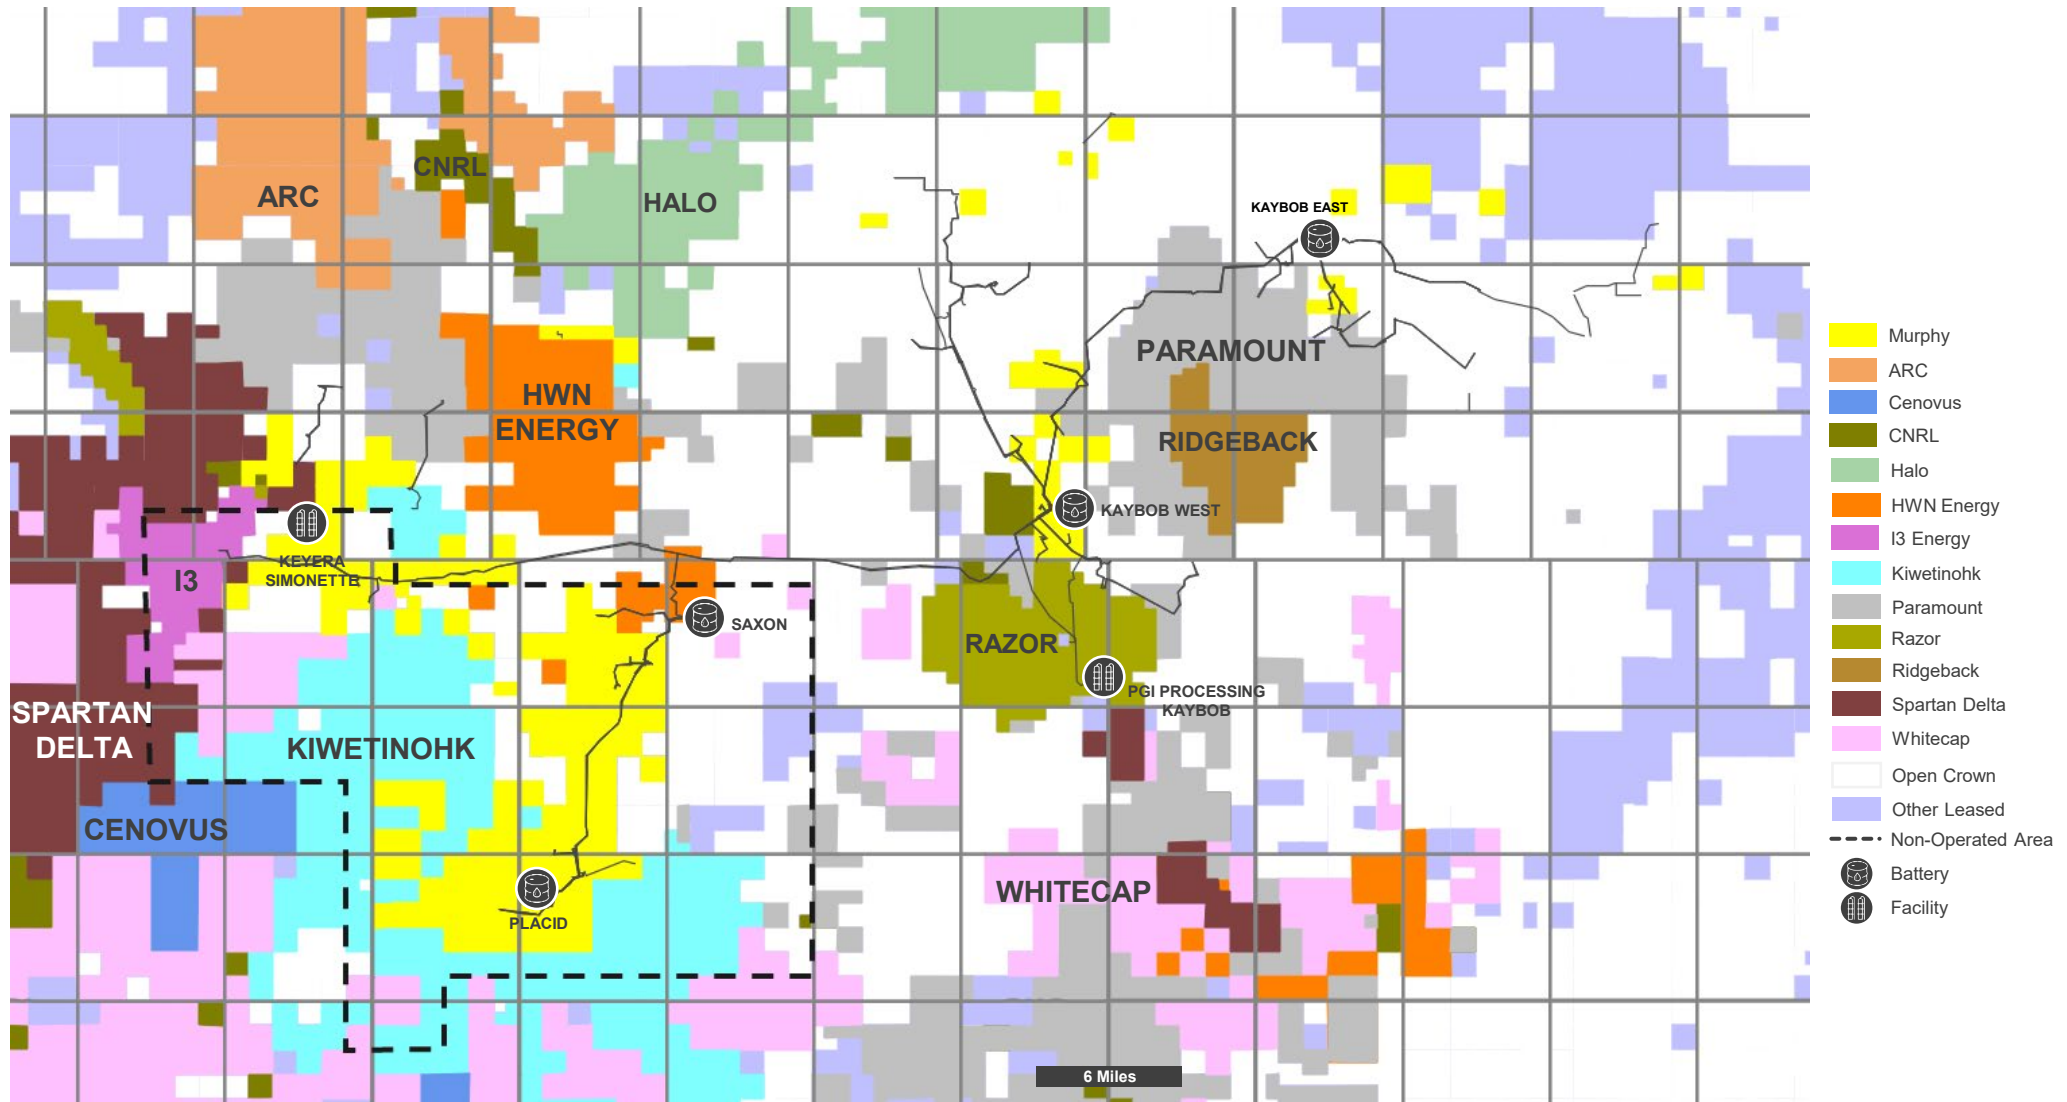 CNRL
ARC
HALO
KAYBOB EAST
PARAMOUNT
HWN
ENERGY
RIDGEBACK
KAYBOB WEST
KEYERA
SIMONETTE
I3
SAXON
RAZOR
PGI PROCESSING
KAYBOB
SPARTAN
DELTA
KIWETINOHK
CENOVUS
WHITECAP
PLACID
6 Miles
Murphy
ARC
Cenovus
CNRL
Halo
HWN Energy
I3 Energy
Kiwetinohk
Paramount
Razor
Ridgeback
Spartan Delta
Whitecap
Open Crown
Other Leased
Non-Operated Area
Battery
Facility